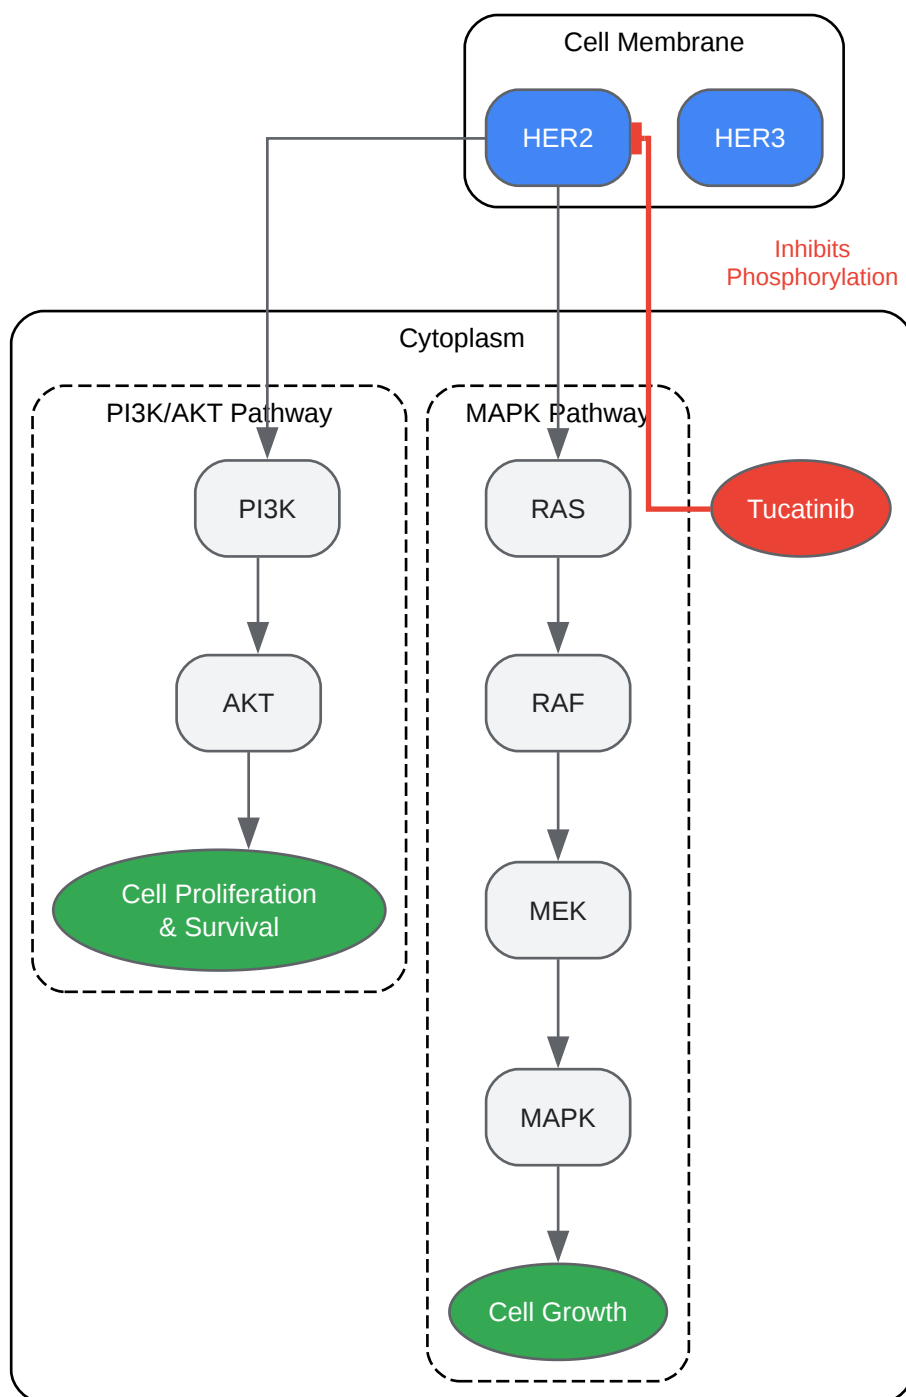 Cell Membrane
HER2
HER3
Inhibits
Phosphorylation
Cytoplasm
PI3K/AKT Pathway
MAPK Pathway
PI3K
RAS
Tucatinib
AKT
RAF
Cell Proliferation
& Survival
MEK
MAPK
Cell Growth